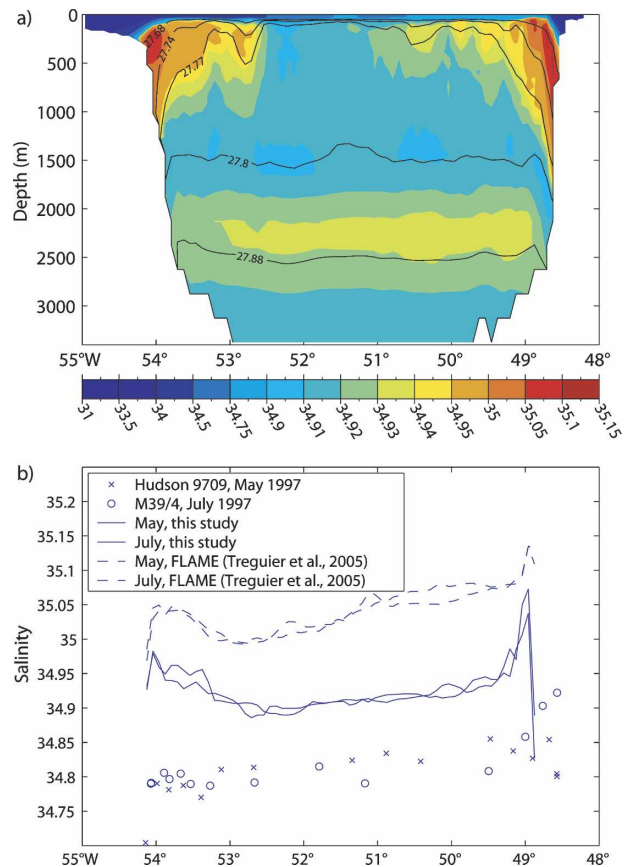 a)
0
500
1000
1500
2000
2500
3000
Depth (m)
27.68
27.74
27.77
27.8
27.88
55°W 54° 53° 52° 51° 50° 49° 48°
31 33.5 34 34.5 34.75 34.9 34.91 34.92 34.93 34.94 34.95 35 35.05 35.1 35.15
b)
Hudson 9709, May 1997
M39/4, July 1997
May, this study
July, this study
May, FLAME (Treguier et al., 2005)
July, FLAME (Treguier et al., 2005)
35.2
35.15
35.1
35.05
35
34.95
34.9
34.85
34.8
34.75
Salinity
55°W 54° 53° 52° 51° 50° 49° 48°